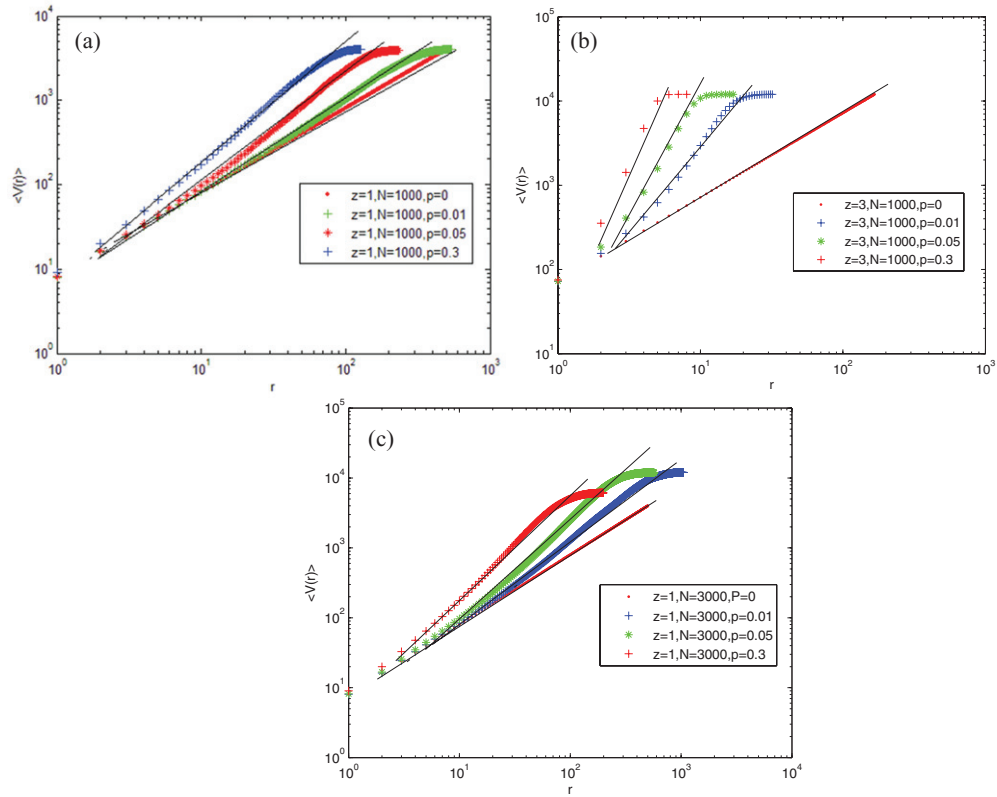 (a)
10^4
10^3
10^2
10^1
10^0
<V(r)>
10^0
10^1
10^2
10^3
r
z=1,N=1000,p=0
z=1,N=1000,p=0.01
z=1,N=1000,p=0.05
z=1,N=1000,p=0.3
(b)
10^5
10^4
10^3
10^2
10^1
<V(r)>
10^0
10^1
10^2
10^3
r
z=3,N=1000,p=0
z=3,N=1000,p=0.01
z=3,N=1000,p=0.05
z=3,N=1000,p=0.3
(c)
10^5
10^4
10^3
10^2
10^1
10^0
<V(r)>
10^0
10^1
10^2
10^3
10^4
r
z=1,N=3000,P=0
z=1,N=3000,p=0.01
z=1,N=3000,p=0.05
z=1,N=3000,p=0.3